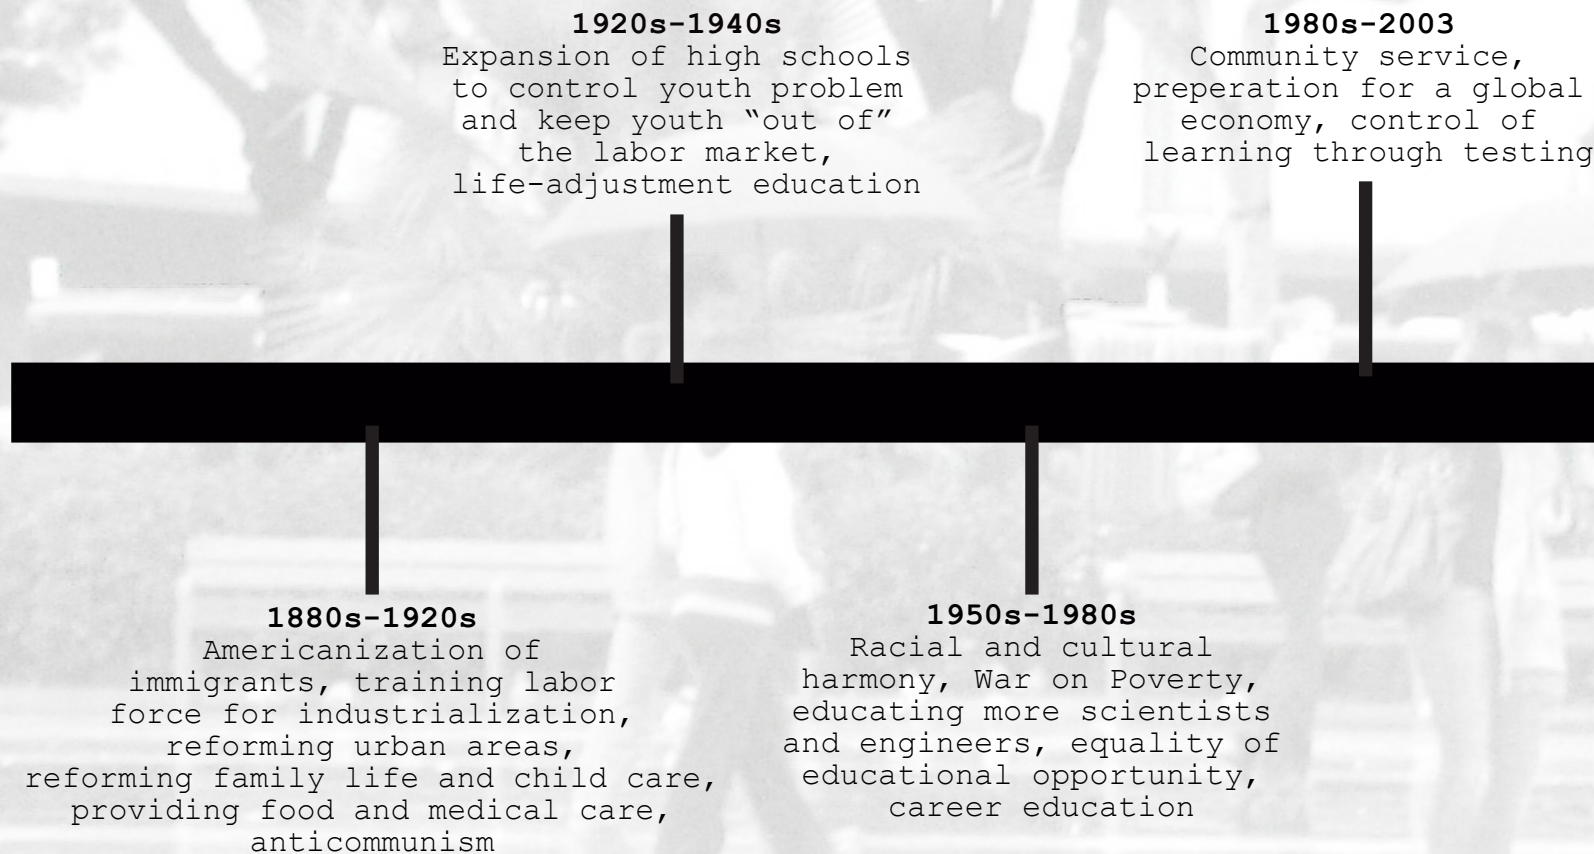 1920s-1940s
Expansion of high schools
to control youth problem
and keep youth “out of”
the labor market,
life-adjustment education
1980s-2003
Community service,
preperation for a global
economy, control of
learning through testing
1880s-1920s
Americanization of
immigrants, training labor
force for industrialization,
reforming urban areas,
reforming family life and child care,
providing food and medical care,
anticommunism
1950s-1980s
Racial and cultural
harmony, War on Poverty,
educating more scientists
and engineers, equality of
educational opportunity,
career education